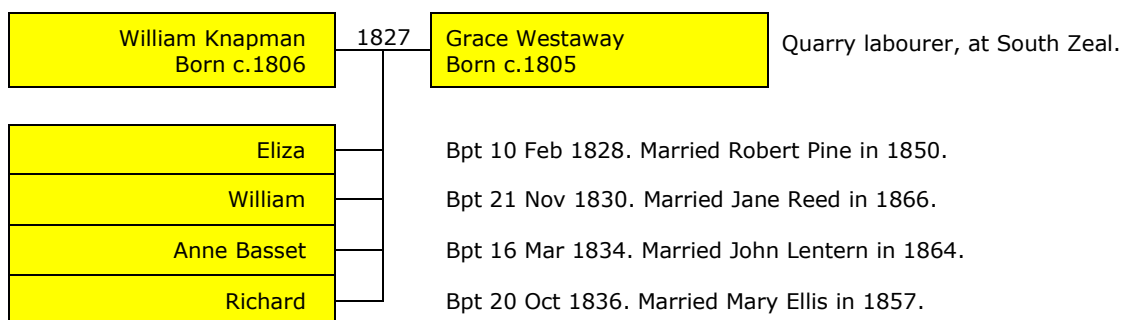 William Knapman
Born c.1806
1827
Grace Westaway
Born c.1805
Quarry labourer, at South Zeal.
Eliza
Bpt 10 Feb 1828. Married Robert Pine in 1850.
William
Bpt 21 Nov 1830. Married Jane Reed in 1866.
Anne Basset
Bpt 16 Mar 1834. Married John Lentern in 1864.
Richard
Bpt 20 Oct 1836. Married Mary Ellis in 1857.